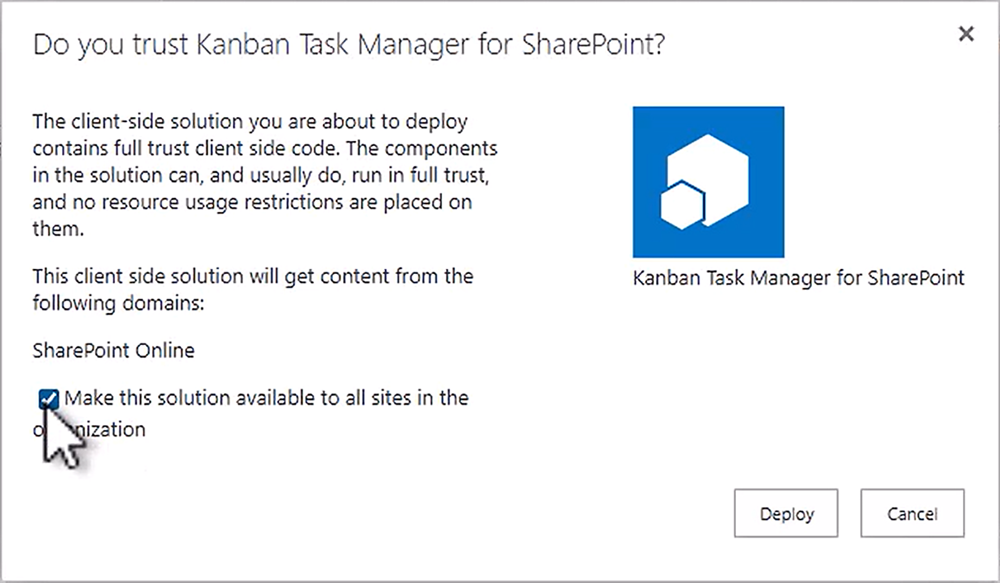 Do you trust Kanban Task Manager for SharePoint?
The client-side solution you are about to deploy
contains full trust client side code. The components
in the solution can, and usually do, run in full trust,
and no resource usage restrictions are placed on
them.
This client side solution will get content from the
following domains:
SharePoint Online
Make this solution available to all sites in the
Kanban Task Manager for SharePoint
Deploy
Cancel